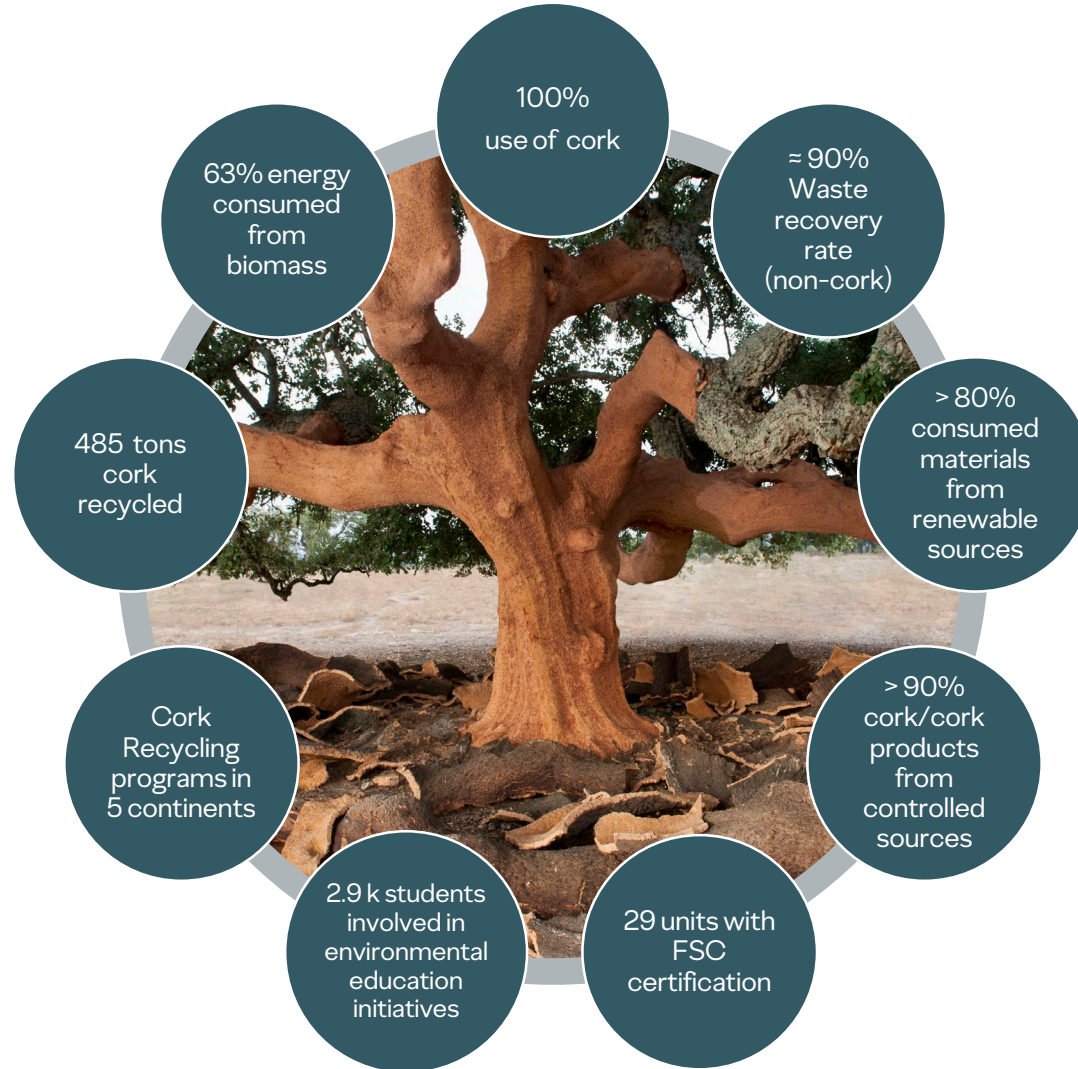 100%
use of cork
≈ 90%
Waste
recovery
rate
(non-cork)
> 80%
consumed
materials
from
renewable
sources
> 90%
cork/cork
products
from
controlled
sources
29 units with
FSC
certification
2.9 k students
involved in
environmental
education
initiatives
Cork
Recycling
programs in
5 continents
485 tons
cork
recycled
63% energy
consumed
from
biomass